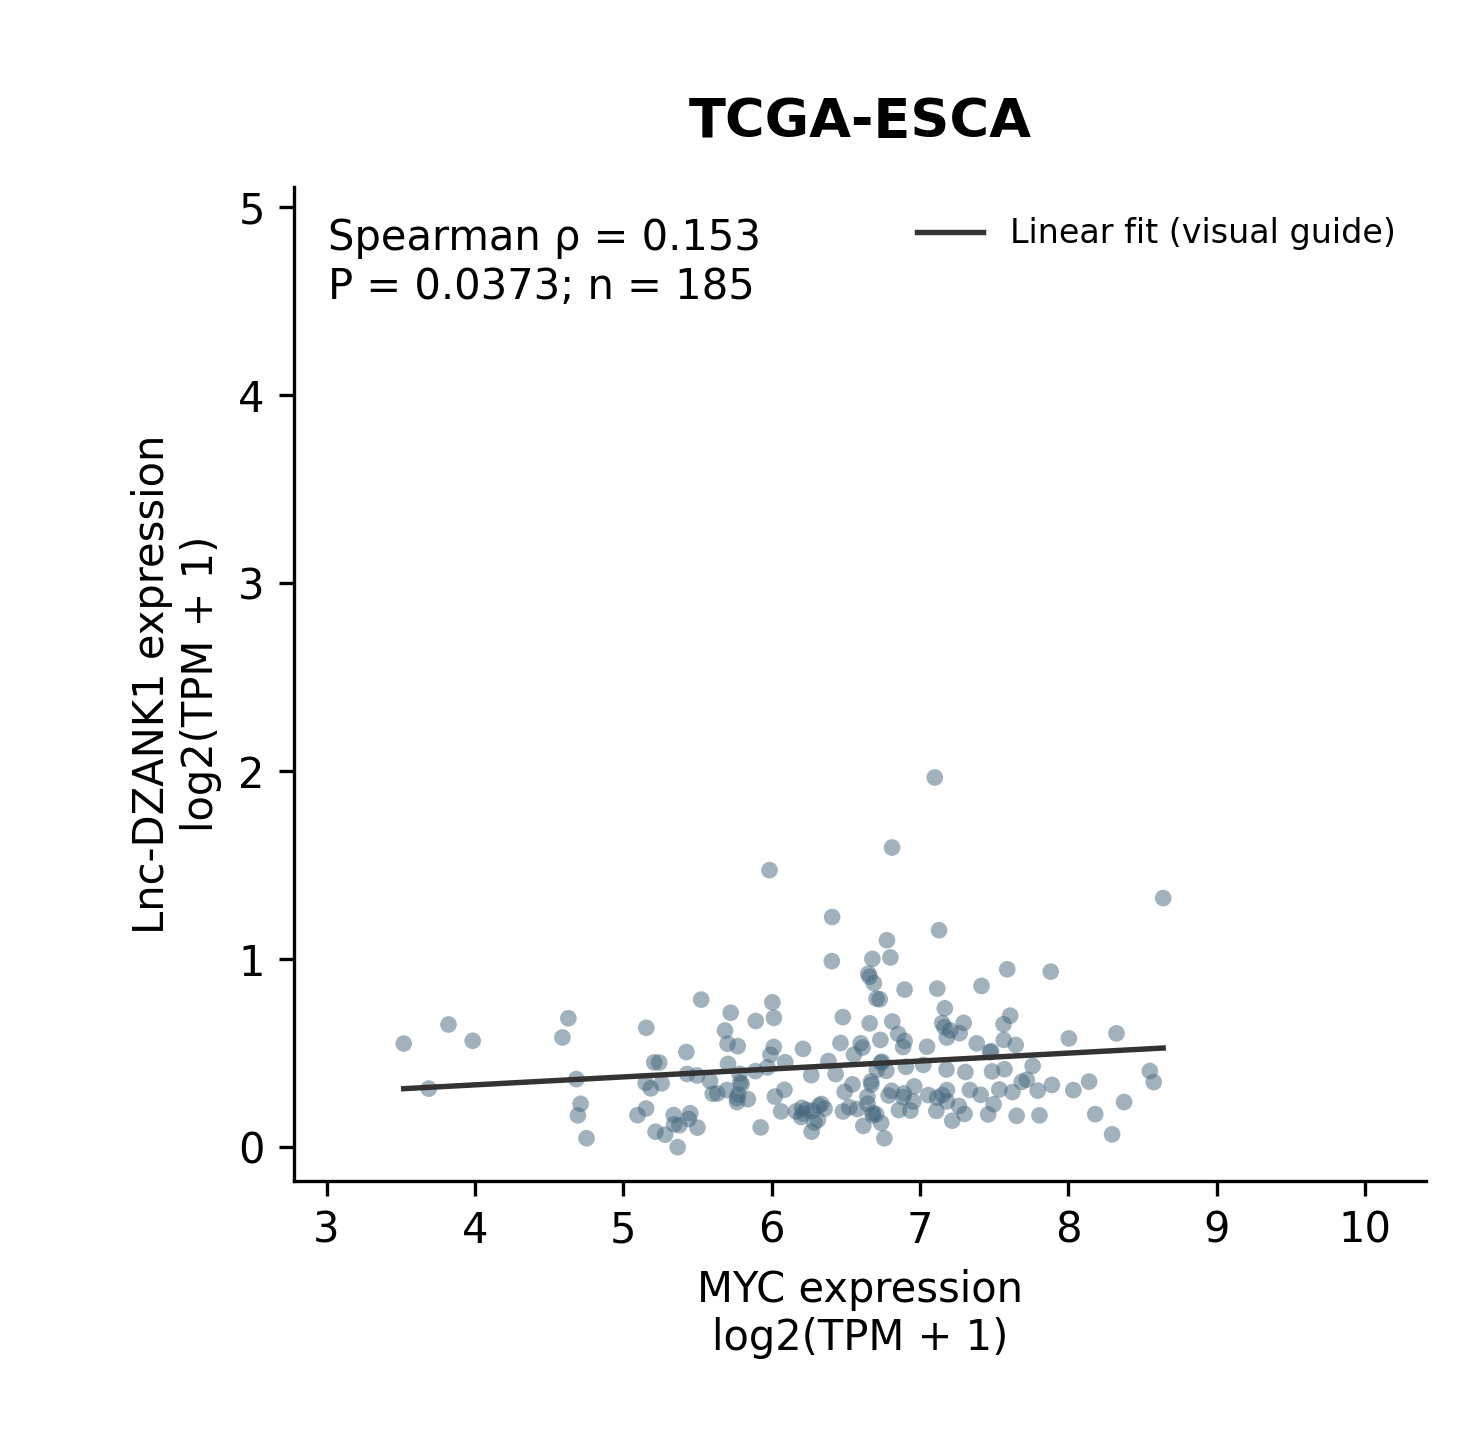 TCGA-ESCA
Spearman ρ = 0.153
P = 0.0373; n = 185
Linear fit (visual guide)
Lnc-DZANK1 expression
log2(TPM + 1)
5
4
3
2
1
0
3 4 5 6 7 8 9 10
MYC expression
log2(TPM + 1)